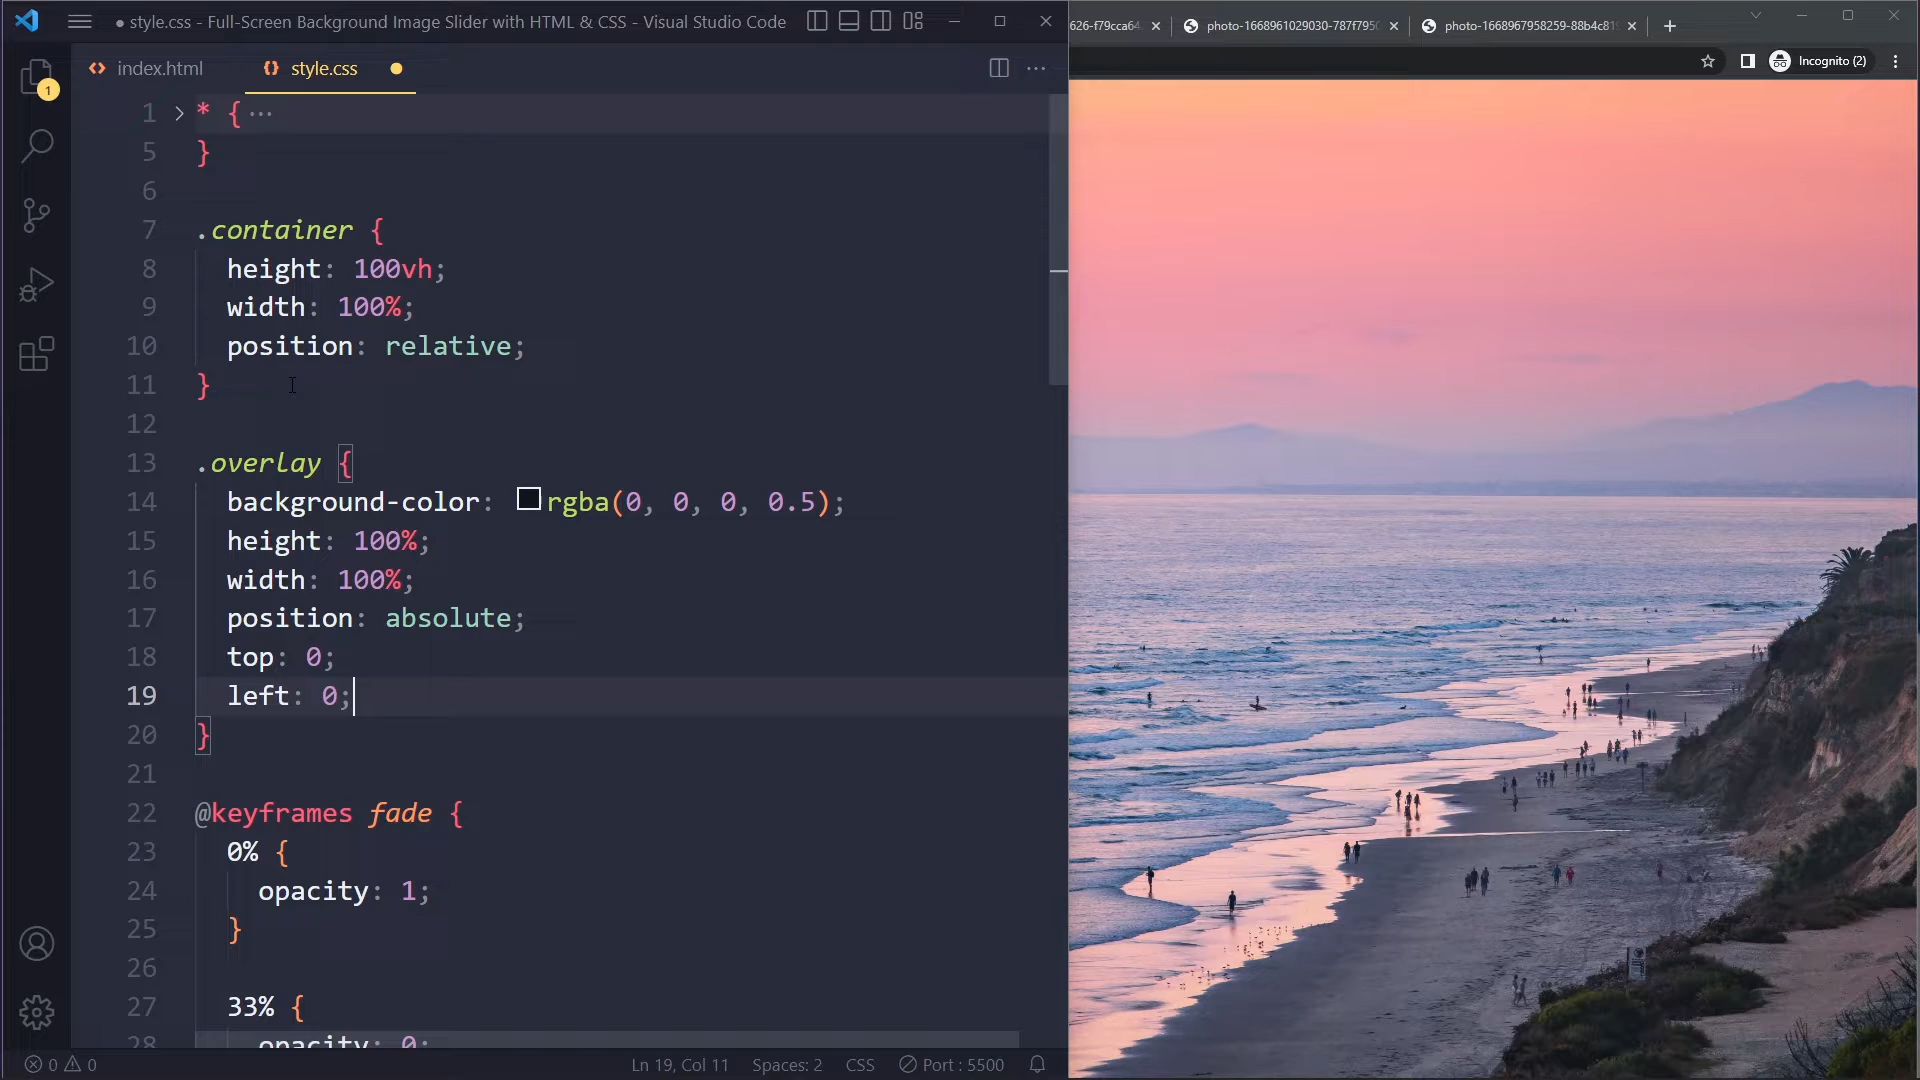 ● style.css - Full-Screen Background Image Slider with HTML & CSS - Visual Studio Code
626-f79cca64
photo-1668961029030-787f7950
photo-1668967958259-88b4c81
Incognito (2)
index.html
style.css
1
1 * { ···
5 }
6
7 .container {
8 height: 100vh;
9 width: 100%;
10 position: relative;
11 }
12
13 .overlay {
14 background-color: rgba(0, 0, 0, 0.5);
15 height: 100%;
16 width: 100%;
17 position: absolute;
18 top: 0;
19 left: 0;
20 }
21
22 @keyframes fade {
23 0% {
24 opacity: 1;
25 }
26
27 33% {
28 opacity: 0;
0 0
Ln 19, Col 11
Spaces: 2
CSS
Port : 5500